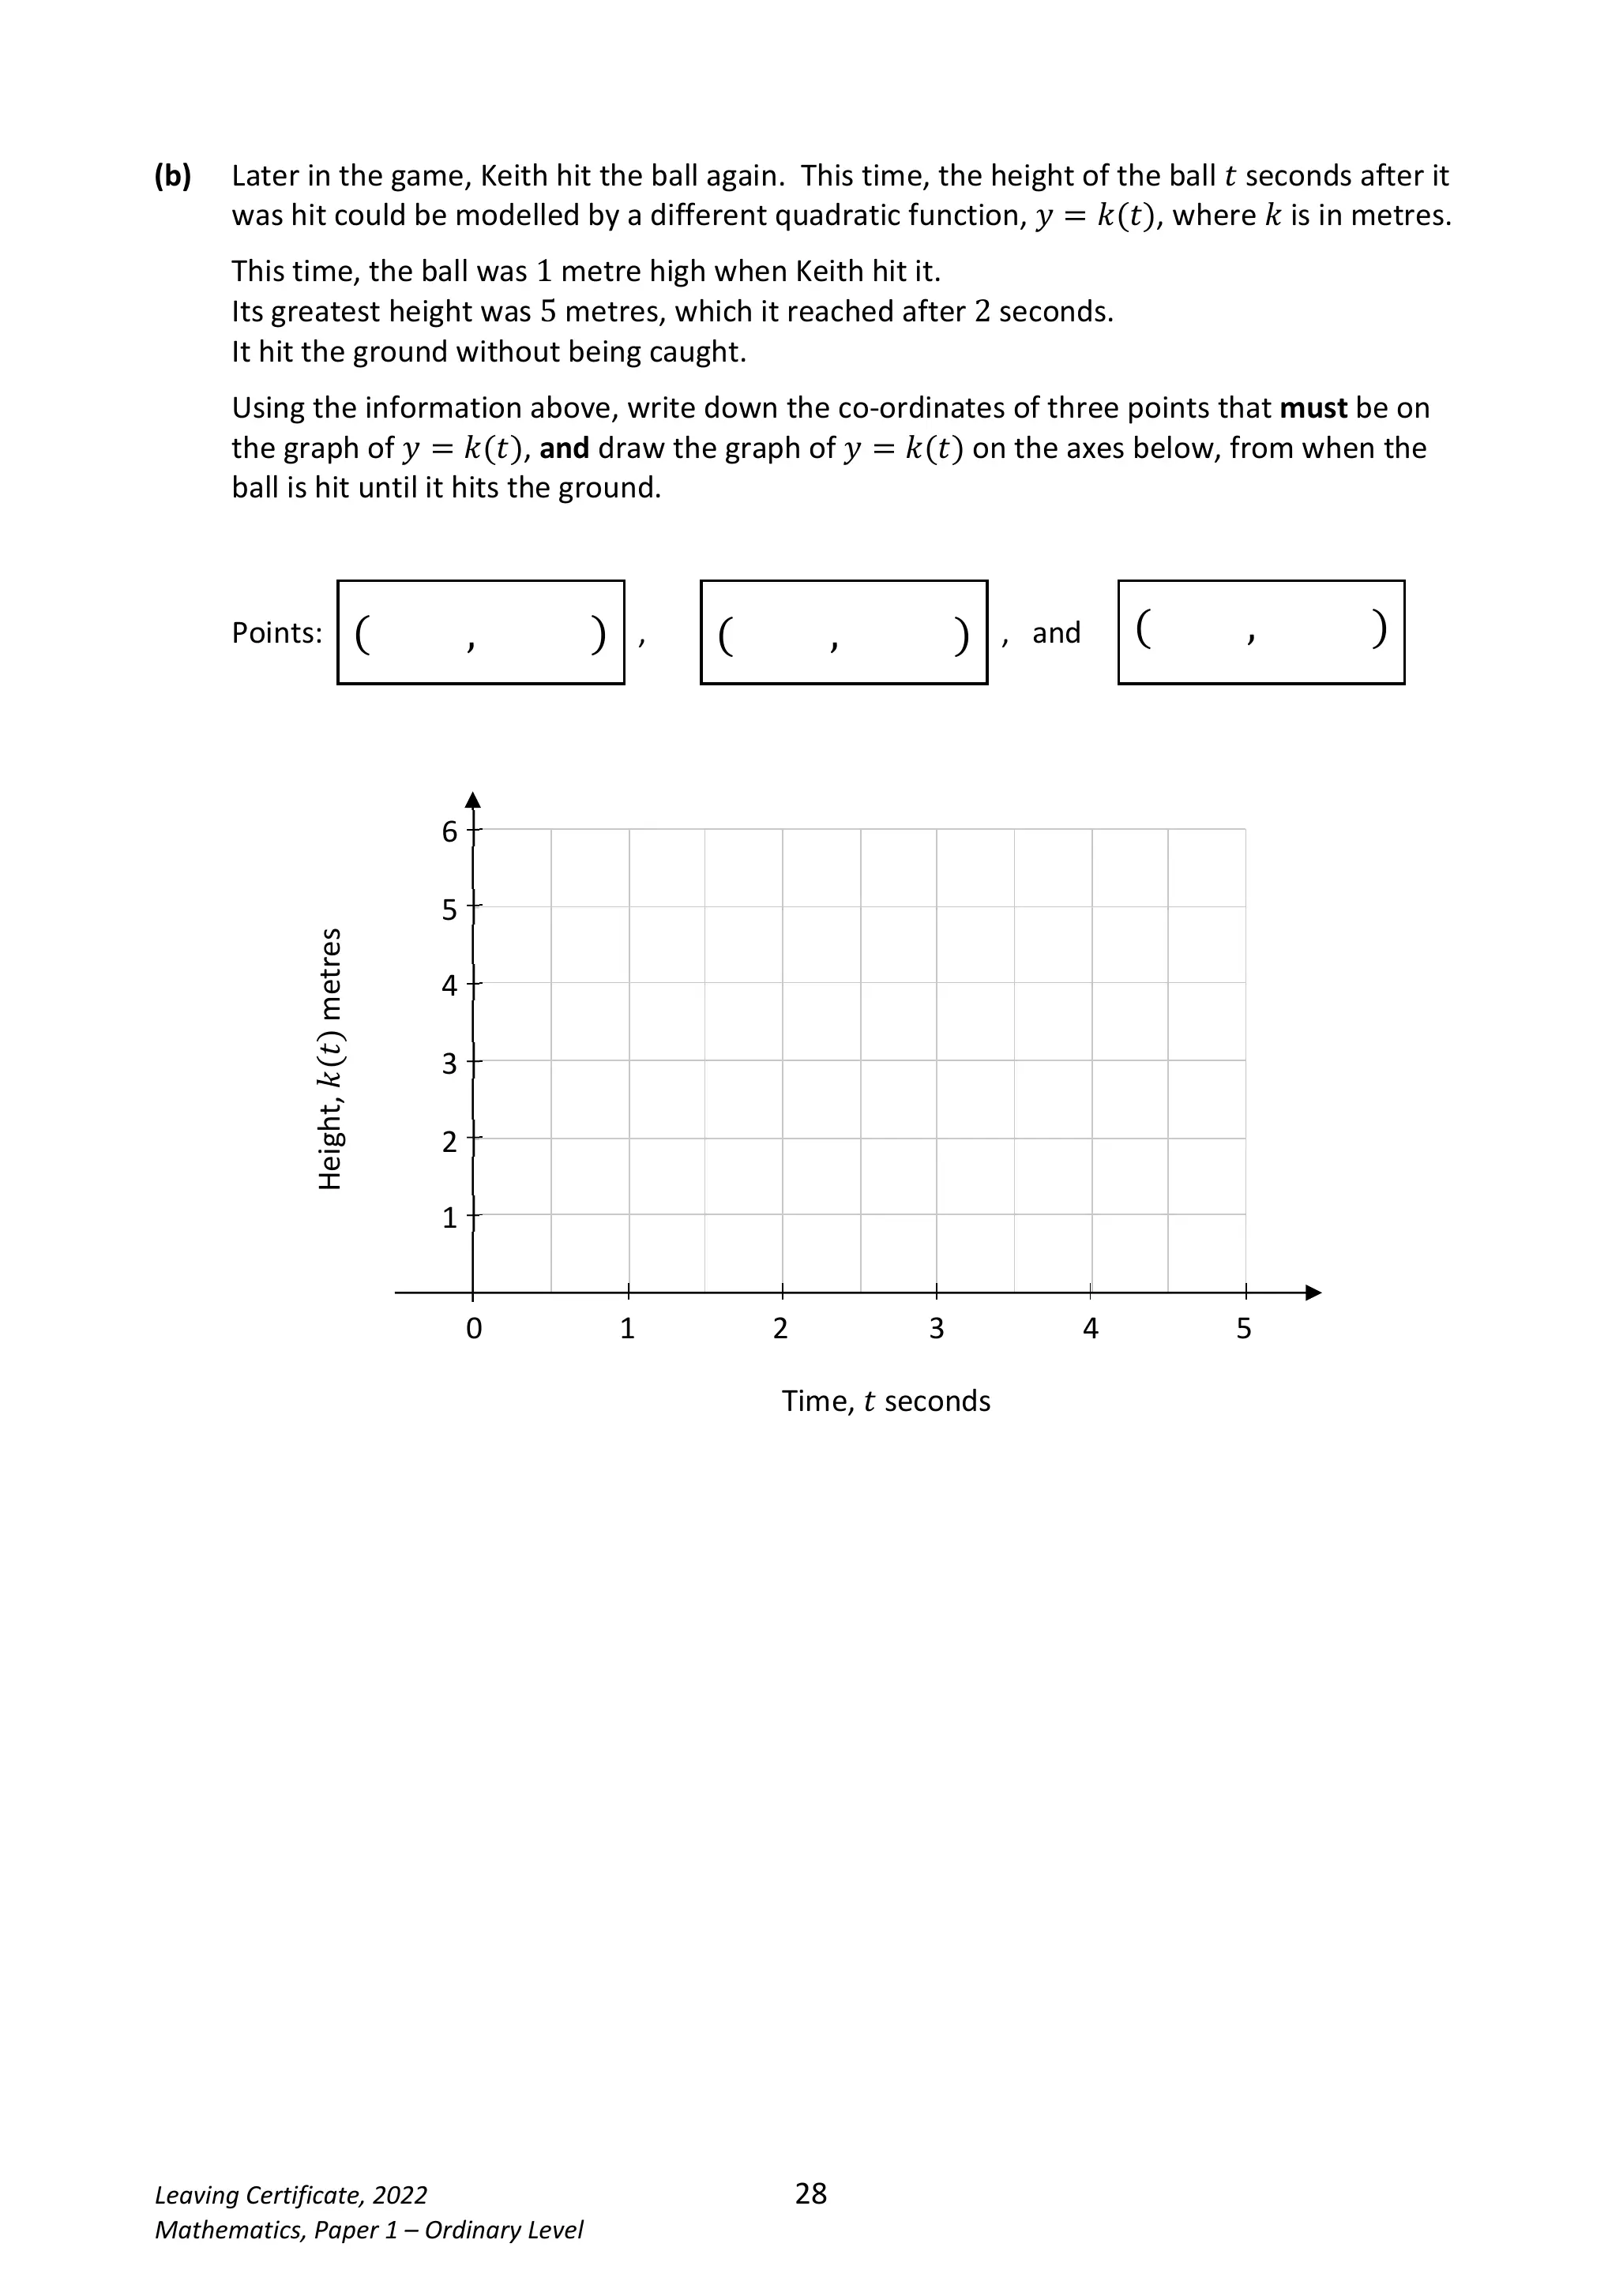 (b) Later in the game, Keith hit the ball again.  This time, the height of the ball 𝑡 seconds after it
was hit could be modelled by a different quadratic function, 𝑦 = 𝑘(𝑡), where 𝑘 is in metres.
This time, the ball was 1 metre high when Keith hit it.
Its greatest height was 5 metres, which it reached after 2 seconds.
It hit the ground without being caught.
Using the information above, write down the co-ordinates of three points that must be on
the graph of 𝑦 = 𝑘(𝑡), and draw the graph of 𝑦 = 𝑘(𝑡) on the axes below, from when the
ball is hit until it hits the ground.
Points: ( , ) , ( , ) , and ( , )
6
5
4
3
2
1
Height, 𝑘(𝑡) metres
0 1 2 3 4 5
Time, 𝑡 seconds
Leaving Certificate, 2022 28
Mathematics, Paper 1 – Ordinary Level